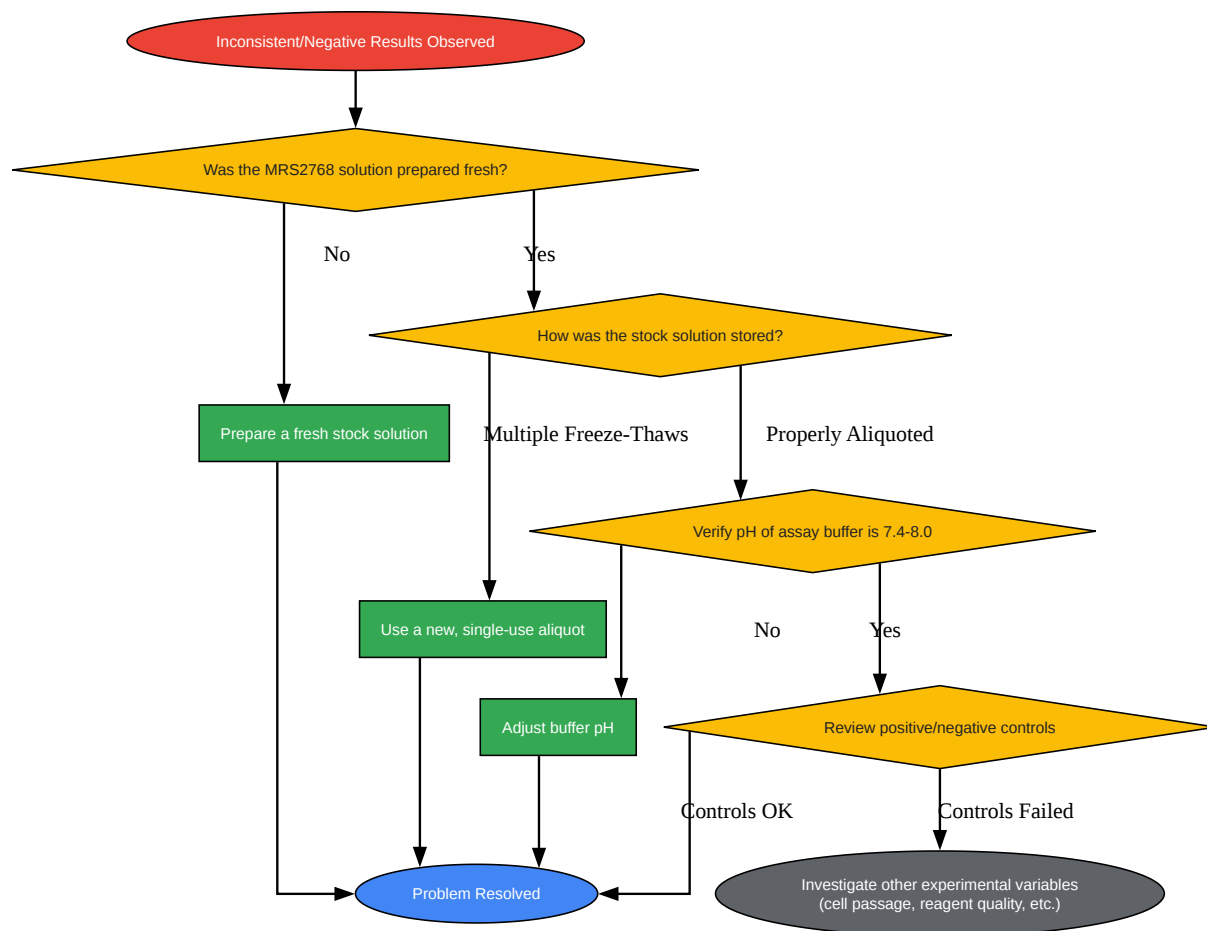 Inconsistent/Negative Results Observed
Was the MRS2768 solution prepared fresh?
No
Yes
How was the stock solution stored?
Prepare a fresh stock solution
Multiple Freeze-Thaws
Properly Aliquoted
Verify pH of assay buffer is 7.4-8.0
Use a new, single-use aliquot
No
Yes
Adjust buffer pH
Review positive/negative controls
Controls OK
Controls Failed
Problem Resolved
Investigate other experimental variables
(cell passage, reagent quality, etc.)